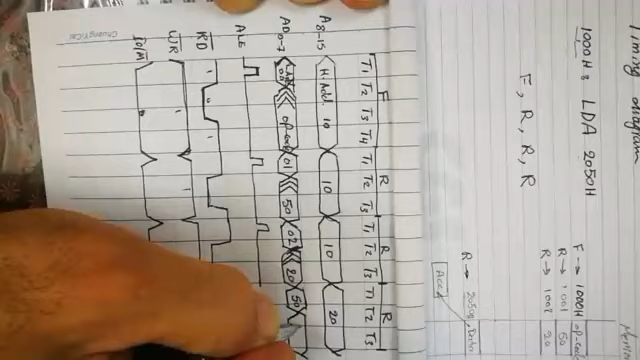 Timing diagram
1000H : LDA 2050H
F, R, R, R
F → 1000H op-code
R → 1001 50
R → 1002 20
R → 2050H Data
Acc
F R R R
T1 T2 T3 T4 T1 T2 T3 T1 T2 T3 T1 T2 T3
A8-15 H. Add. 10 10 10 20
AD0-7 00 op-code 01 50 02 20 50
ALE
RD
WR
IO/M
ChuangYiCai